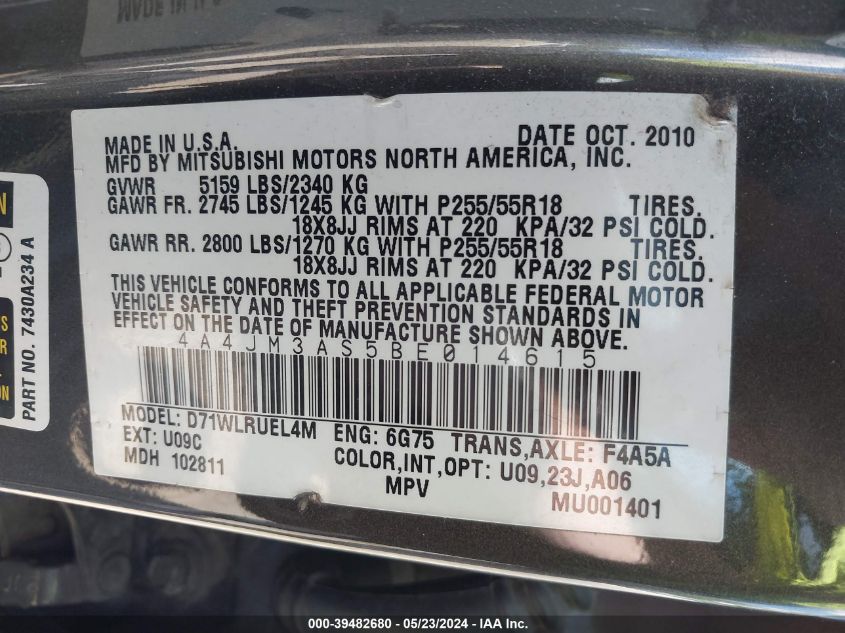 MADE IN U.S.A. DATE OCT. 2010
MFD BY MITSUBISHI MOTORS NORTH AMERICA, INC.
GVWR 5159 LBS/2340 KG
GAWR FR. 2745 LBS/1245 KG WITH P255/55R18 TIRES.
18X8JJ RIMS AT 220 KPA/32 PSI COLD.
GAWR RR. 2800 LBS/1270 KG WITH P255/55R18 TIRES.
18X8JJ RIMS AT 220 KPA/32 PSI COLD.
THIS VEHICLE CONFORMS TO ALL APPLICABLE FEDERAL MOTOR
VEHICLE SAFETY AND THEFT PREVENTION STANDARDS IN
EFFECT ON THE DATE OF MANUFACTURE SHOWN ABOVE.
4A4JM3AS5BE014615
MODEL: D71WLRUEL4M ENG: 6G75 TRANS,AXLE: F4A5A
EXT: U09C COLOR,INT,OPT: U09,23J,A06
MDH 102811 MPV MU001401
PART NO. 7430A234 A
000-39482680 / 05/23/2024 / © IAA, Inc.